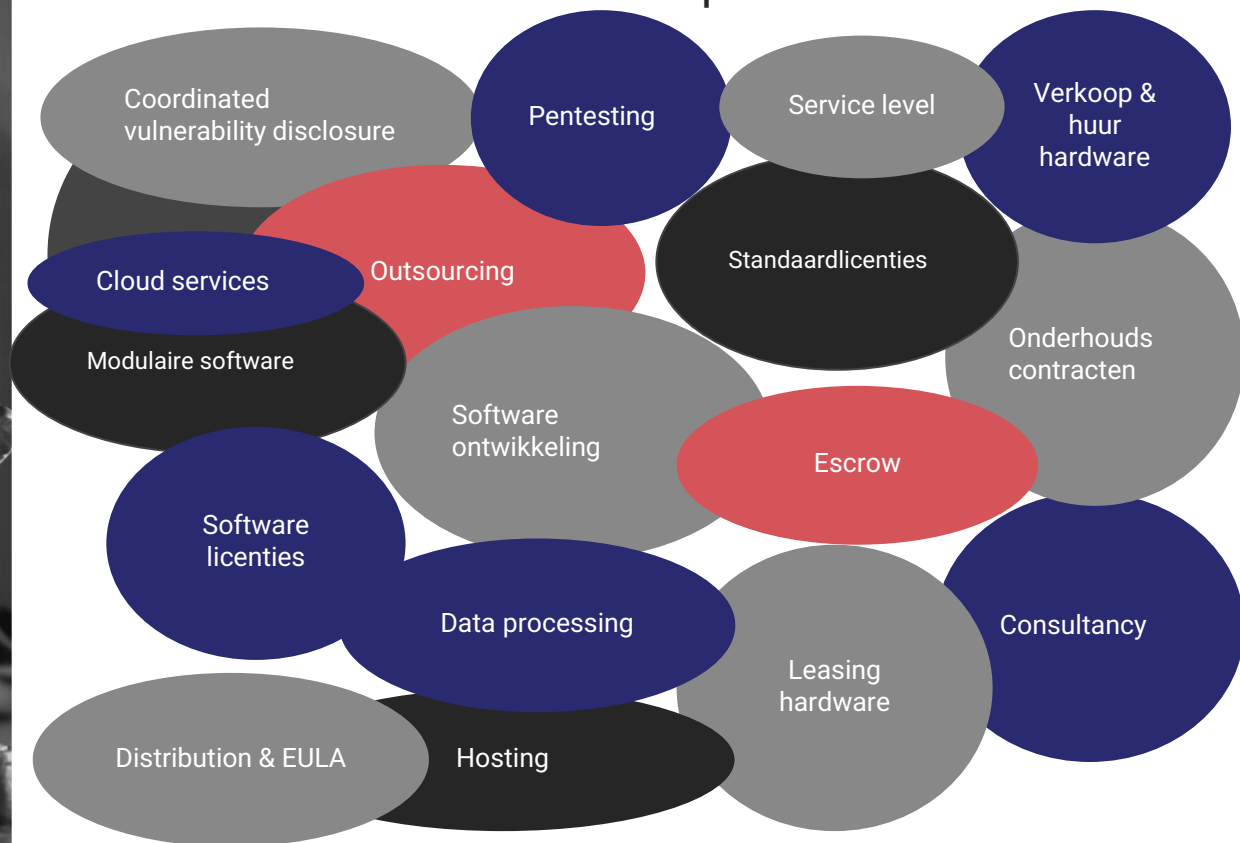 Coordinated
vulnerability disclosure
Pentesting
Service level
Verkoop &
huur
hardware
Cloud services
Outsourcing
Standaardlicenties
Modulaire software
Onderhouds
contracten
Software
ontwikkeling
Escrow
Software
licenties
Data processing
Consultancy
Leasing
hardware
Distribution & EULA
Hosting